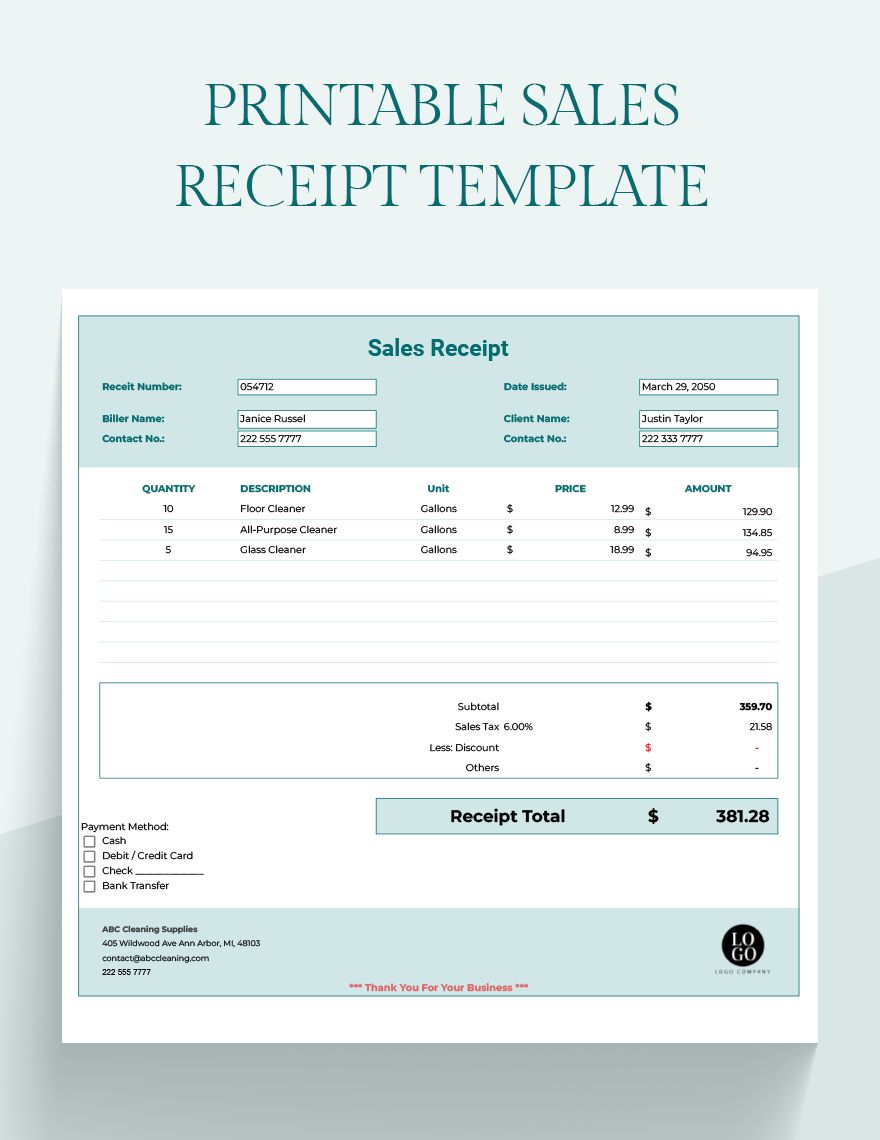 PRINTABLE SALES
RECEIPT TEMPLATE
Sales Receipt
Receit Number: 054712 Date Issued: March 29, 2050
Biller Name: Janice Russel Client Name: Justin Taylor
Contact No.: 222 555 7777 Contact No.: 222 333 7777
QUANTITY DESCRIPTION Unit PRICE AMOUNT
10 Floor Cleaner Gallons $ 12.99 $ 129.90
15 All-Purpose Cleaner Gallons $ 8.99 $ 134.85
5 Glass Cleaner Gallons $ 18.99 $ 94.95
Subtotal $ 359.70
Sales Tax 6.00% $ 21.58
Less: Discount $ -
Others $ -
Receipt Total $ 381.28
Payment Method:
Cash
Debit / Credit Card
Check _______________
Bank Transfer
ABC Cleaning Supplies
405 Wildwood Ave Ann Arbor, MI, 48103
contact@abccleaning.com
222 555 7777
LO
GO
LOGO COMPANY
*** Thank You For Your Business ***